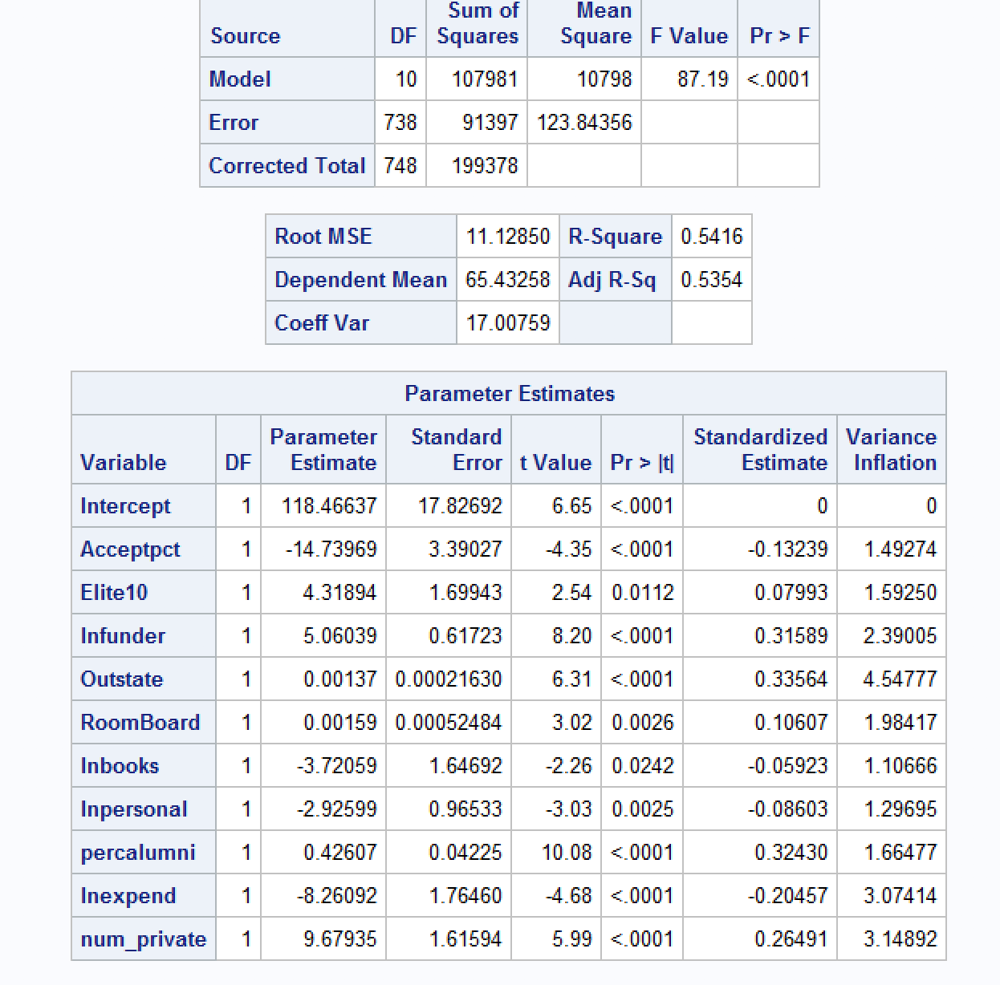 Source DF Sum of Squares Mean Square F Value Pr > F
Model 10 107981 10798 87.19 <.0001
Error 738 91397 123.84356
Corrected Total 748 199378
Root MSE 11.12850 R-Square 0.5416
Dependent Mean 65.43258 Adj R-Sq 0.5354
Coeff Var 17.00759
Parameter Estimates
Variable DF Parameter Estimate Standard Error t Value Pr > |t| Standardized Estimate Variance Inflation
Intercept 1 118.46637 17.82692 6.65 <.0001 0 0
Acceptpct 1 -14.73969 3.39027 -4.35 <.0001 -0.13239 1.49274
Elite10 1 4.31894 1.69943 2.54 0.0112 0.07993 1.59250
Infunder 1 5.06039 0.61723 8.20 <.0001 0.31589 2.39005
Outstate 1 0.00137 0.00021630 6.31 <.0001 0.33564 4.54777
RoomBoard 1 0.00159 0.00052484 3.02 0.0026 0.10607 1.98417
Inbooks 1 -3.72059 1.64692 -2.26 0.0242 -0.05923 1.10666
Inpersonal 1 -2.92599 0.96533 -3.03 0.0025 -0.08603 1.29695
percalumni 1 0.42607 0.04225 10.08 <.0001 0.32430 1.66477
Inexpend 1 -8.26092 1.76460 -4.68 <.0001 -0.20457 3.07414
num_private 1 9.67935 1.61594 5.99 <.0001 0.26491 3.14892